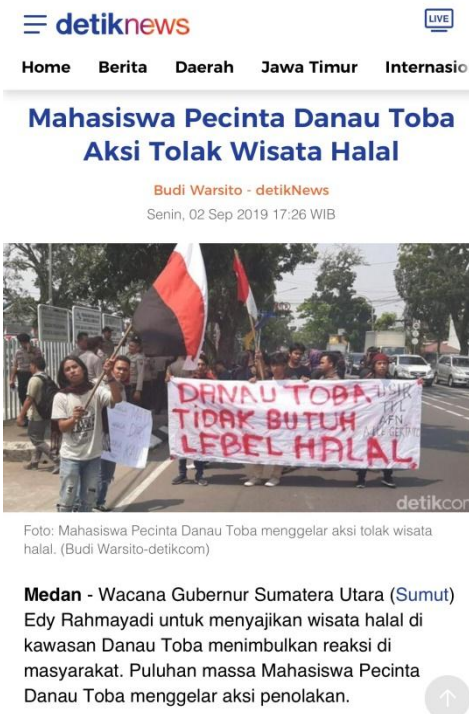 detiknews
LIVE
Home Berita Daerah Jawa Timur Internasio
Mahasiswa Pecinta Danau Toba
Aksi Tolak Wisata Halal
Budi Warsito - detikNews
Senin, 02 Sep 2019 17:26 WIB
DANAU TOBA
TIDAK BUTUH
LEBEL HALAL
USIR
TPL
AFN
detikcom
Foto: Mahasiswa Pecinta Danau Toba menggelar aksi tolak wisata
halal. (Budi Warsito-detikcom)
Medan - Wacana Gubernur Sumatera Utara (Sumut)
Edy Rahmayadi untuk menyajikan wisata halal di
kawasan Danau Toba menimbulkan reaksi di
masyarakat. Puluhan massa Mahasiswa Pecinta
Danau Toba menggelar aksi penolakan.